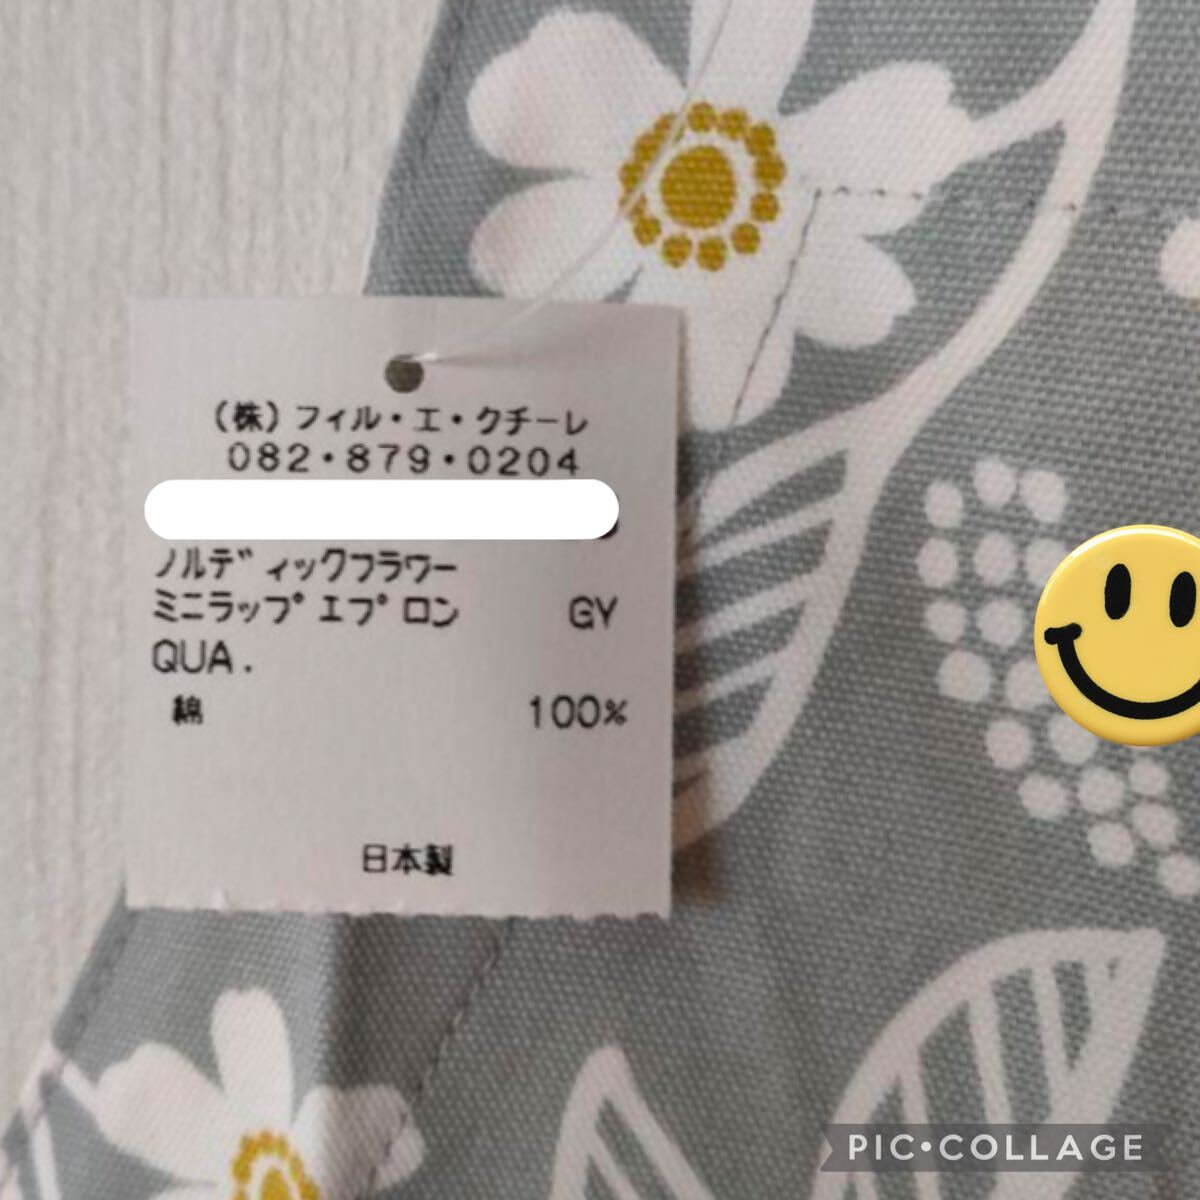 (株)フィル・エ・クチーレ
082・879・0204
ノルディックフラワー
ミニラップエプロン GY
QUA.
綿 100%
日本製
PIC•COLLAGE